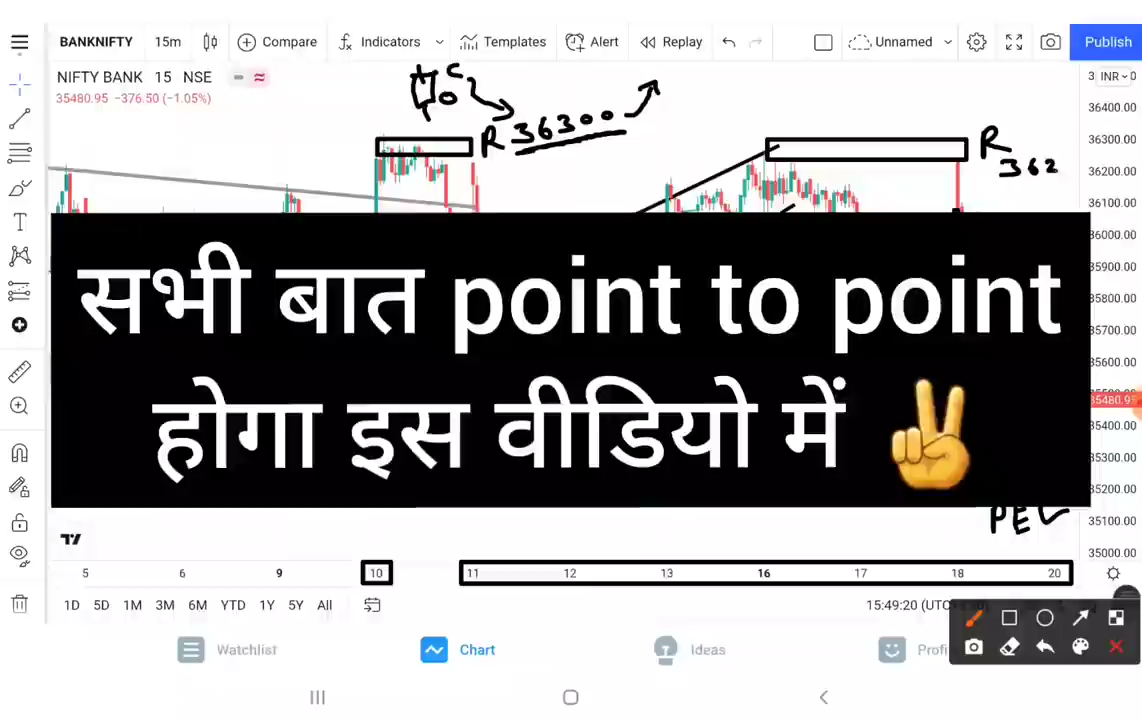 BANKNIFTY 15m Compare Indicators Templates Alert Replay Unnamed Publish
NIFTY BANK 15 NSE
35480.95 −376.50 (−1.05%)
INR
C
O
R 36300
R
362
36400.00
36300.00
36200.00
36100.00
36000.00
35900.00
35800.00
35700.00
35600.00
35480.95
35400.00
35300.00
35200.00
35100.00
35000.00
सभी बात point to point
होगा इस वीडियो में ✌
PE
5 6 9 10 11 12 13 16 17 18 20
1D 5D 1M 3M 6M YTD 1Y 5Y All 15:49:20
Watchlist Chart Ideas